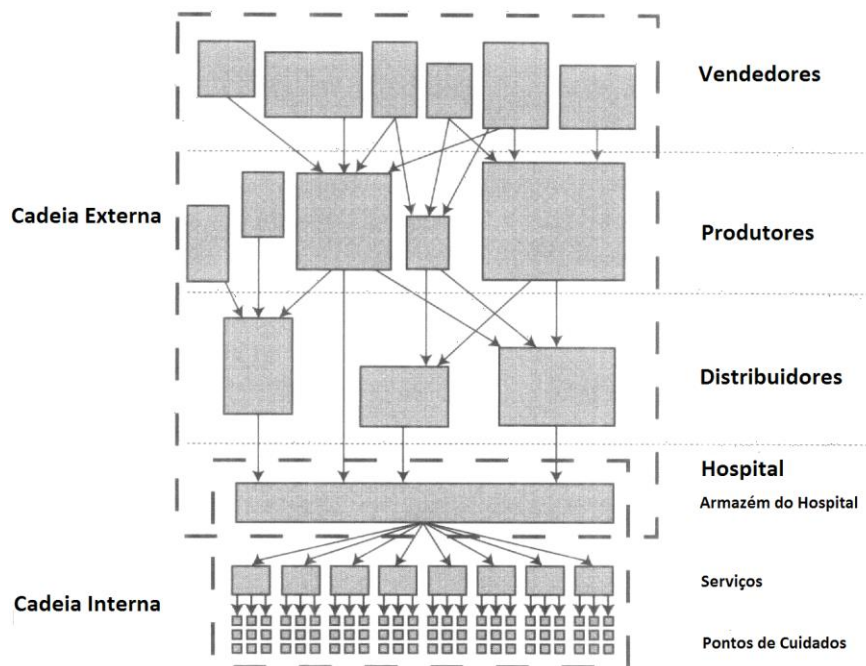 Vendedores
Cadeia Externa
Produtores
Distribuidores
Hospital
Armazém do Hospital
Serviços
Cadeia Interna
Pontos de Cuidados